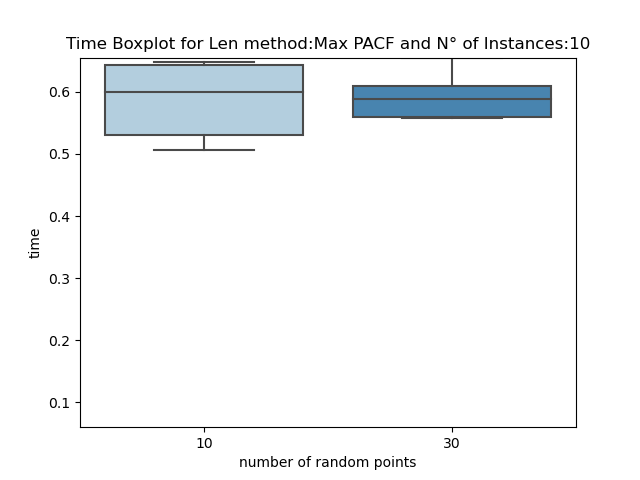 Time Boxplot for Len method:Max PACF and N° of Instances:10
0.6
0.5
0.4
0.3
0.2
0.1
time
10 30
number of random points